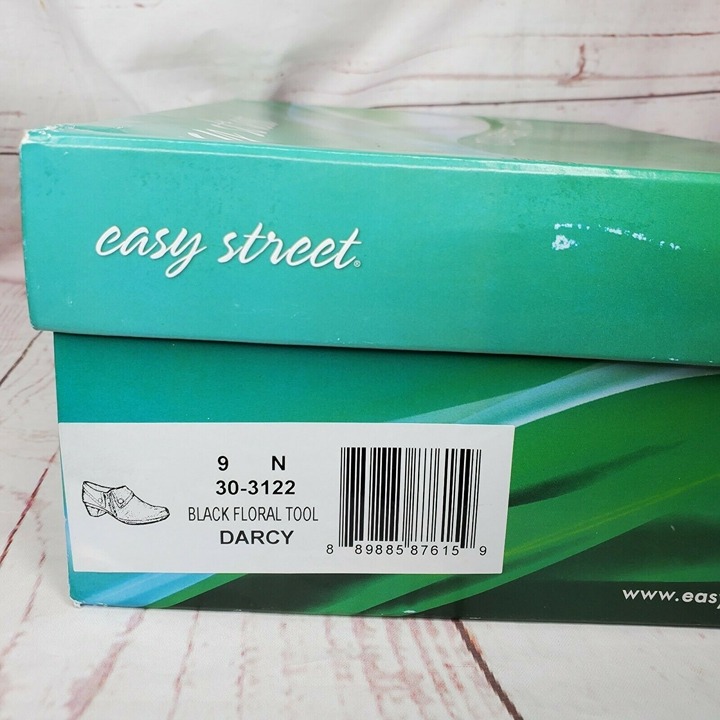 easy street®
9 N
30-3122
BLACK FLORAL TOOL
DARCY
8 89885 87615 9
www.eas